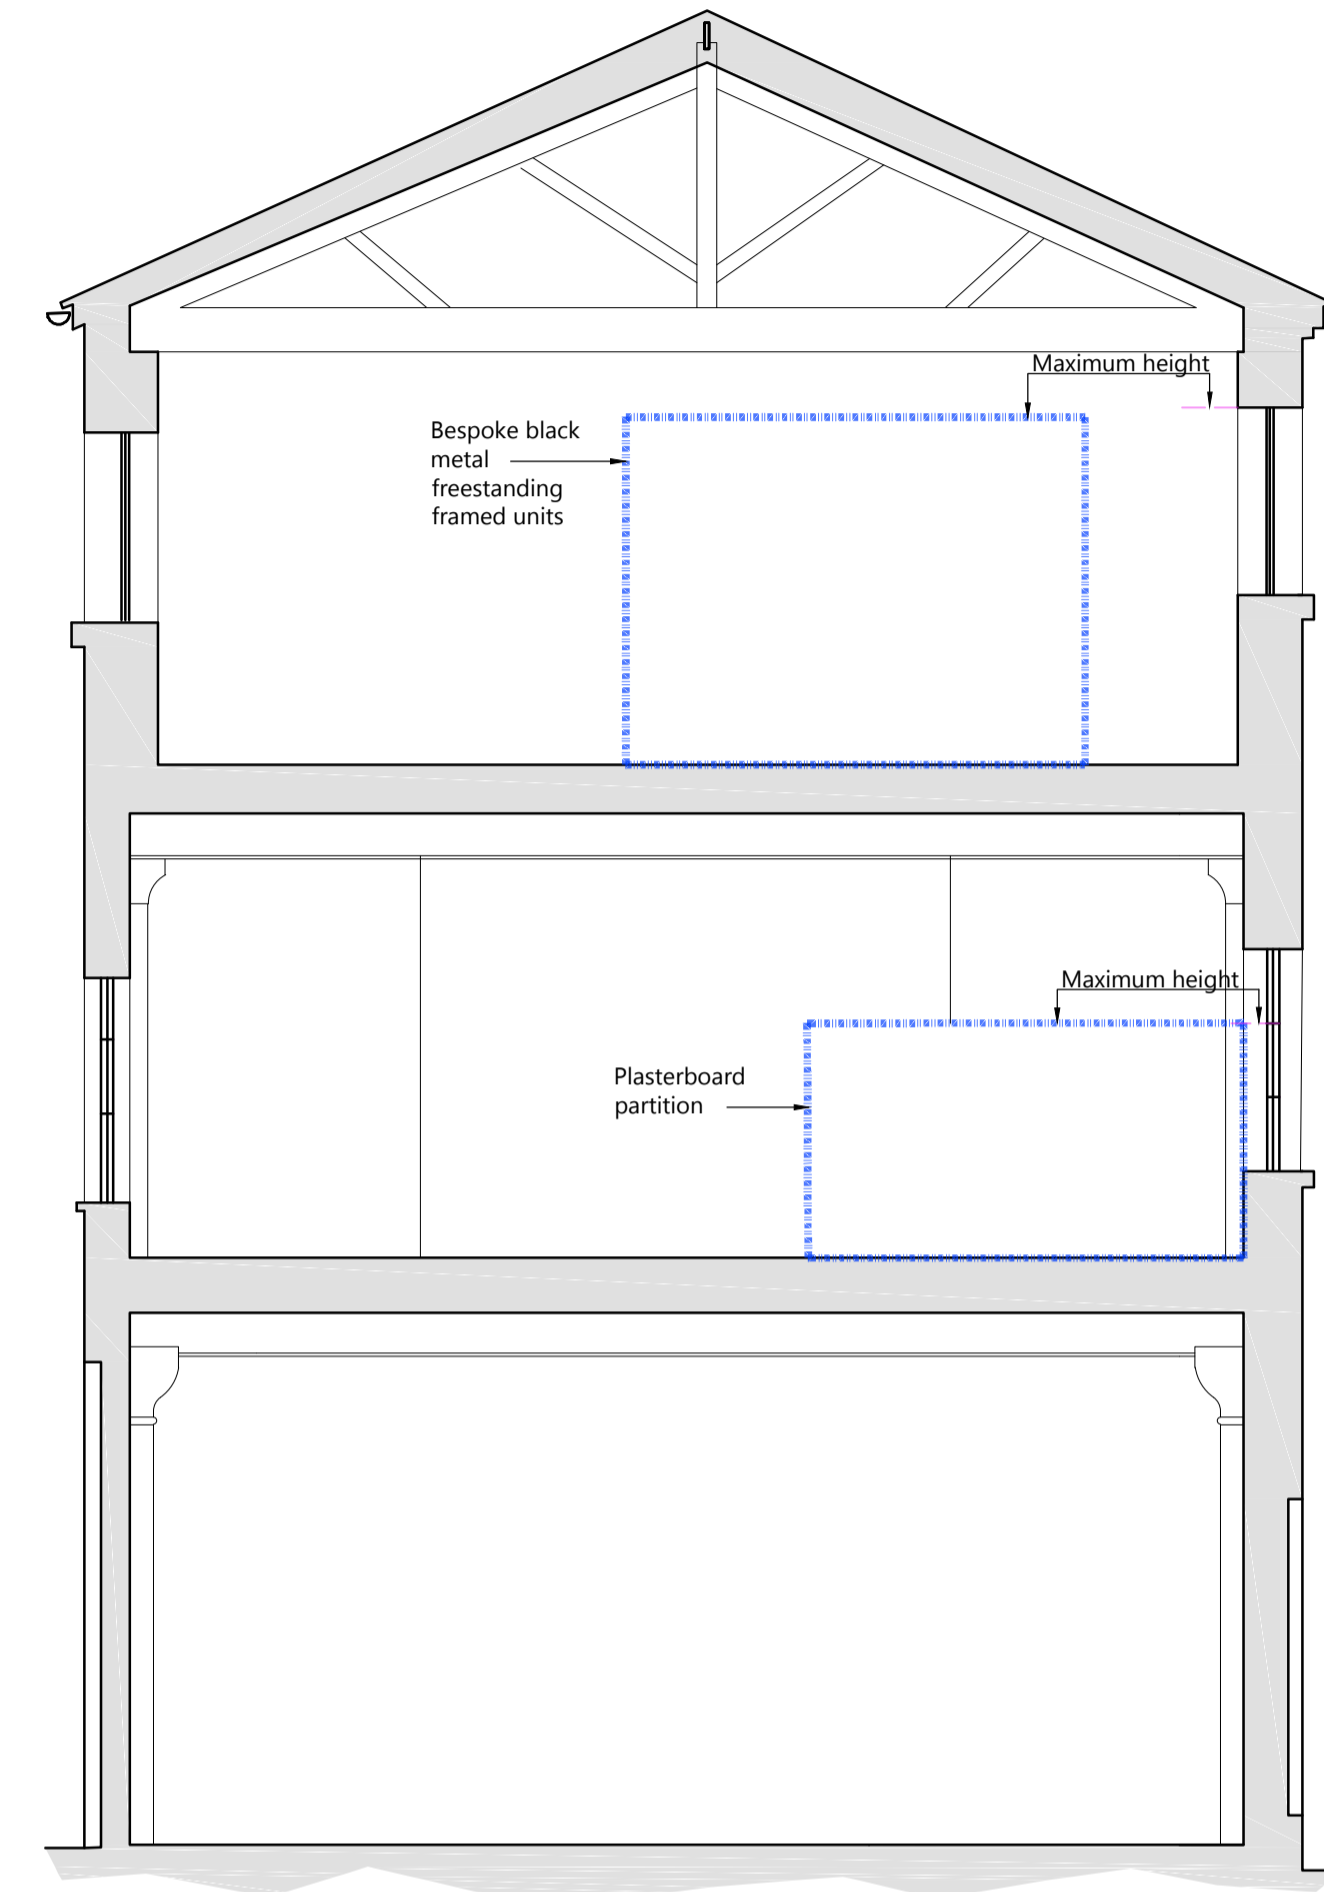 Maximum height
Bespoke black
metal
freestanding
framed units
Maximum height
Plasterboard
partition